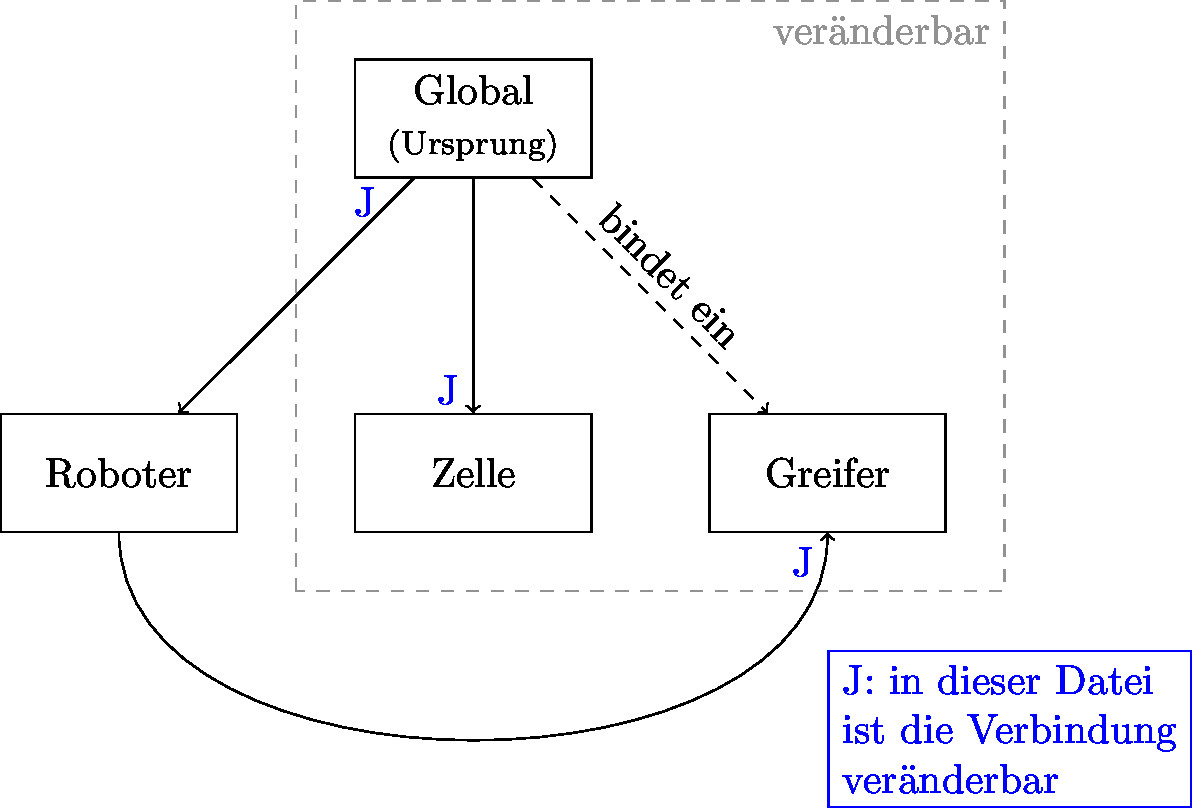 veränderbar
Global
(Ursprung)
J
bindet ein
J
Roboter
Zelle
Greifer
J
J: in dieser Datei
ist die Verbindung
veränderbar